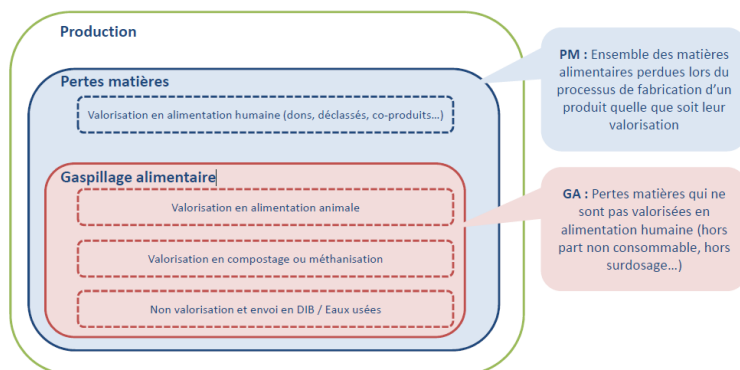 Production
Pertes matières
Valorisation en alimentation humaine (dons, déclassés, co-produits…)
Gaspillage alimentaire
Valorisation en alimentation animale
Valorisation en compostage ou méthanisation
Non valorisation et envoi en DIB / Eaux usées
PM : Ensemble des matières
alimentaires perdues lors du
processus de fabrication d’un
produit quelle que soit leur
valorisation
GA : Pertes matières qui ne
sont pas valorisées en
alimentation humaine (hors
part non consommable, hors
surdosage…)